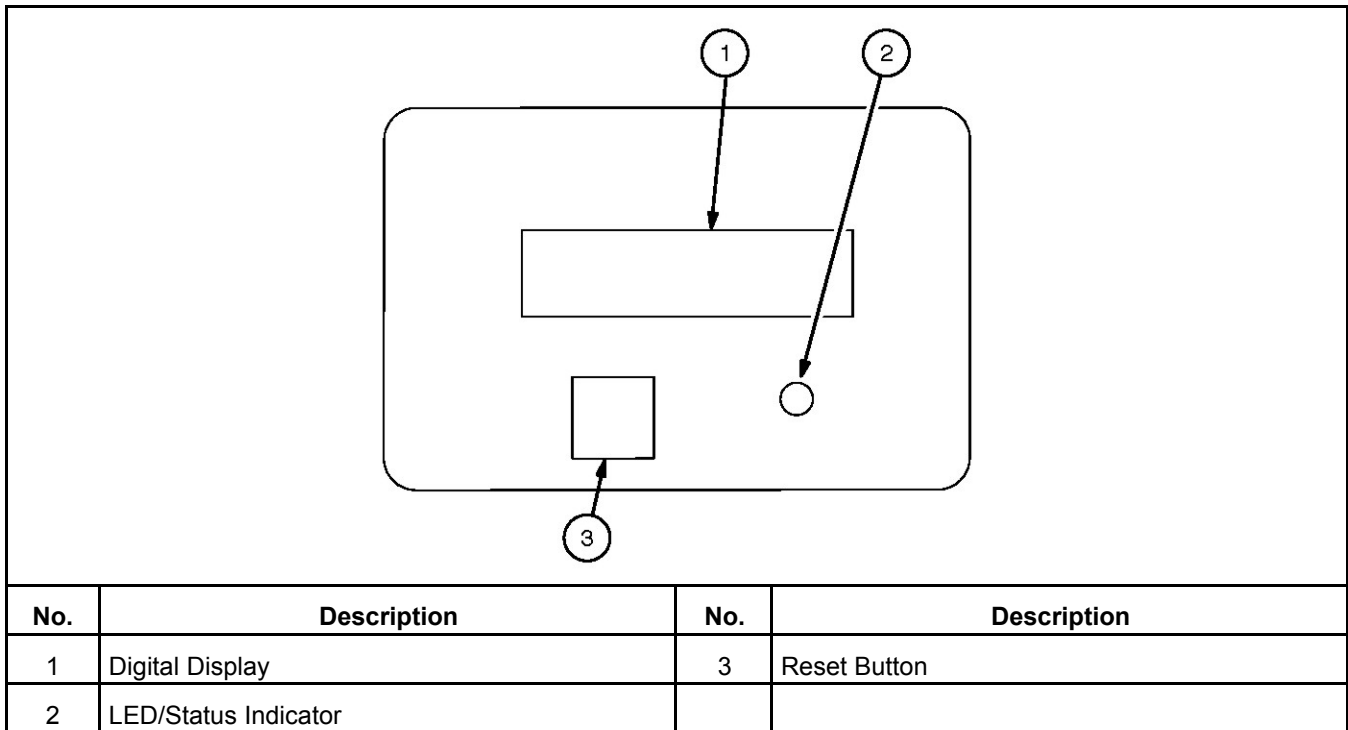 1 2
3
No. Description No. Description
1 Digital Display 3 Reset Button
2 LED/Status Indicator